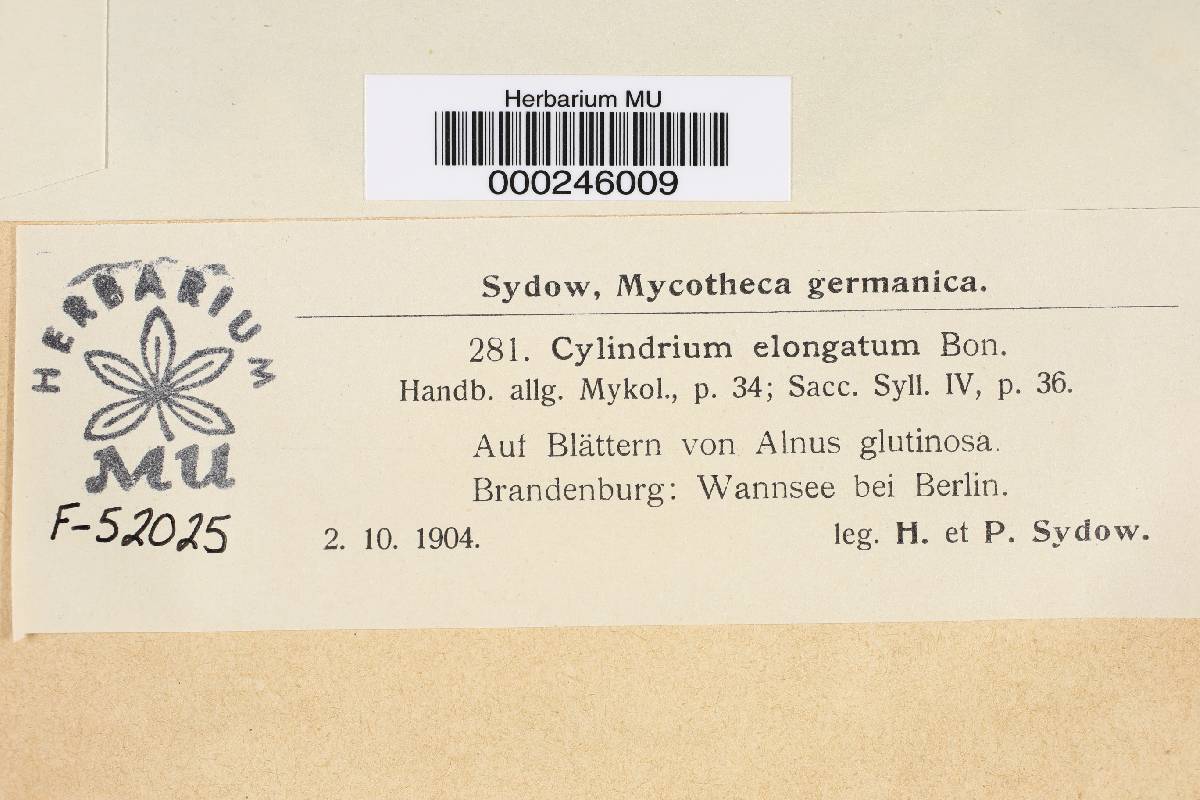 Herbarium MU
000246009
HERBARIUM
MU
F-52025
Sydow, Mycotheca germanica.
281. Cylindrium elongatum Bon.
Handb. allg. Mykol., p. 34; Sacc. Syll. IV, p. 36.
Auf Blättern von Alnus glutinosa.
Brandenburg: Wannsee bei Berlin.
2. 10. 1904. leg. H. et P. Sydow.